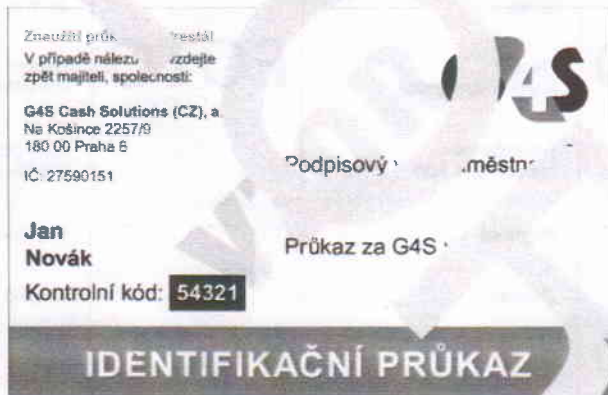 Zneužití
V případě nálezu
zpět majiteli, společnosti:
G4S Cash Solutions (CZ), a.
Na Košince 2257/9
180 00 Praha 8
IČ: 27590151
Jan
Novák
Kontrolní kód: 54321
G4S
Podpisový
Průkaz za G4S
IDENTIFIKAČNÍ PRŮKAZ